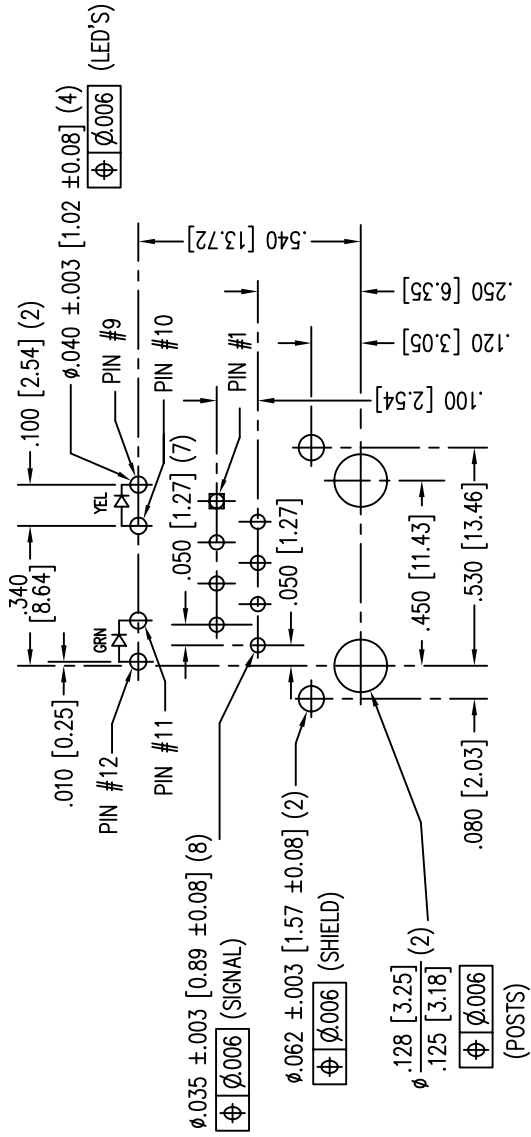 .100 [2.54] (2)
ø.040 ±.003 [1.02 ±0.08] (4)
⌖ Ø.006 (LED'S)
.340
[8.64]
.010 [0.25]
YEL
GRN
PIN #9
PIN #10
PIN #12
PIN #11
PIN #1
.050 [1.27] (7)
.540 [13.72]
ø.035 ±.003 [0.89 ±0.08] (8)
⌖ Ø.006 (SIGNAL)
.050 [1.27]
.100 [2.54]
.120 [3.05]
.250 [6.35]
ø.062 ±.003 [1.57 ±0.08] (2)
⌖ Ø.006 (SHIELD)
.450 [11.43]
.530 [13.46]
.080 [2.03]
ø .128 [3.25]
.125 [3.18] (2)
⌖ Ø.006
(POSTS)